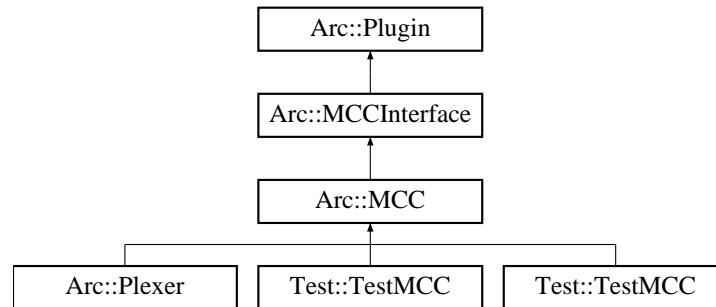 Arc::Plugin
Arc::MCCInterface
Arc::MCC
Arc::Plexer
Test::TestMCC
Test::TestMCC